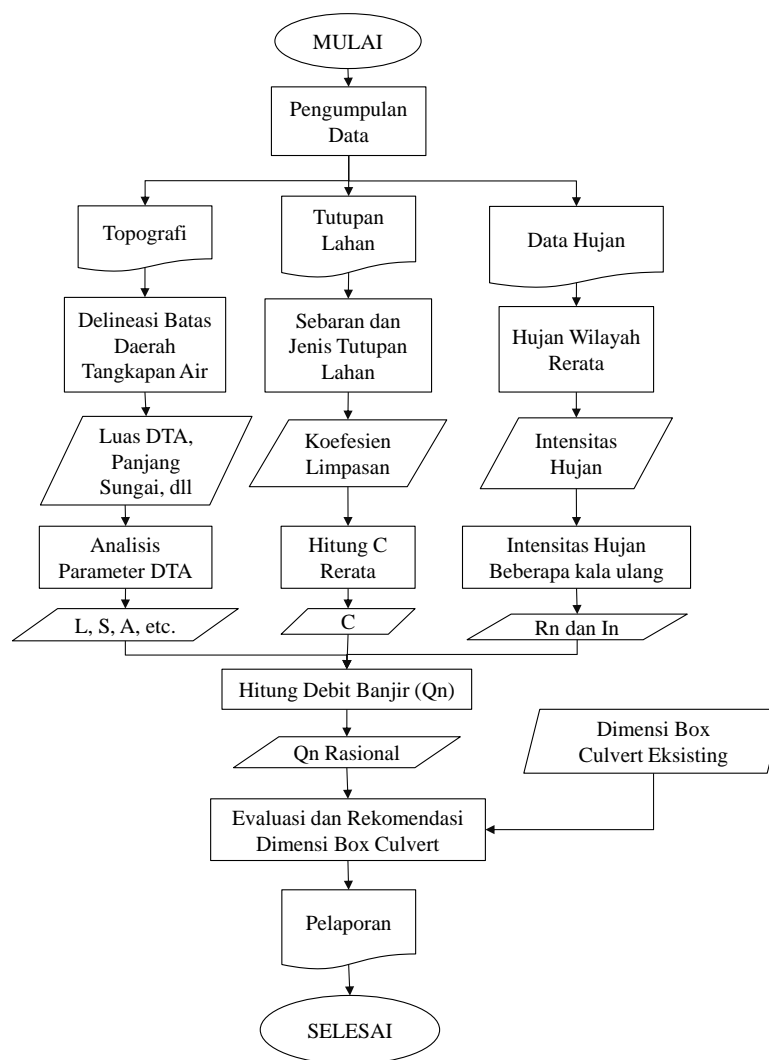 MULAI
Pengumpulan
Data
Topografi
Tutupan
Lahan
Data Hujan
Delineasi Batas
Daerah
Tangkapan Air
Sebaran dan
Jenis Tutupan
Lahan
Hujan Wilayah
Rerata
Luas DTA,
Panjang
Sungai, dll
Koefesien
Limpasan
Intensitas
Hujan
Analisis
Parameter DTA
Hitung C
Rerata
Intensitas Hujan
Beberapa kala ulang
L, S, A, etc.
C
Rn dan In
Hitung Debit Banjir (Qn)
Qn Rasional
Dimensi Box
Culvert Eksisting
Evaluasi dan Rekomendasi
Dimensi Box Culvert
Pelaporan
SELESAI